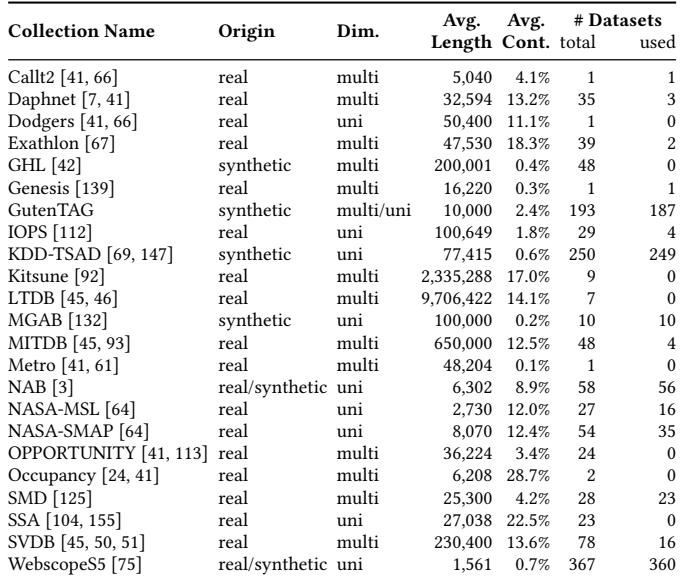 Collection Name Origin Dim. Avg. Length Avg. Cont. # Datasets total used
Callt2 [41, 66] real multi 5,040 4.1% 1 1
Daphnet [7, 41] real multi 32,594 13.2% 35 3
Dodgers [41, 66] real uni 50,400 11.1% 1 0
Exathlon [67] real multi 47,530 18.3% 39 2
GHL [42] synthetic multi 200,001 0.4% 48 0
Genesis [139] real multi 16,220 0.3% 1 1
GutenTAG synthetic multi/uni 10,000 2.4% 193 187
IOPS [112] real uni 100,649 1.8% 29 4
KDD-TSAD [69, 147] synthetic uni 77,415 0.6% 250 249
Kitsune [92] real multi 2,335,288 17.0% 9 0
LTDB [45, 46] real multi 9,706,422 14.1% 7 0
MGAB [132] synthetic uni 100,000 0.2% 10 10
MITDB [45, 93] real multi 650,000 12.5% 48 4
Metro [41, 61] real multi 48,204 0.1% 1 0
NAB [3] real/synthetic uni 6,302 8.9% 58 56
NASA-MSL [64] real uni 2,730 12.0% 27 16
NASA-SMAP [64] real uni 8,070 12.4% 54 35
OPPORTUNITY [41, 113] real multi 36,224 3.4% 24 0
Occupancy [24, 41] real multi 6,208 28.7% 2 0
SMD [125] real multi 25,300 4.2% 28 23
SSA [104, 155] real uni 27,038 22.5% 23 0
SVDB [45, 50, 51] real multi 230,400 13.6% 78 16
WebscopeS5 [75] real/synthetic uni 1,561 0.7% 367 360